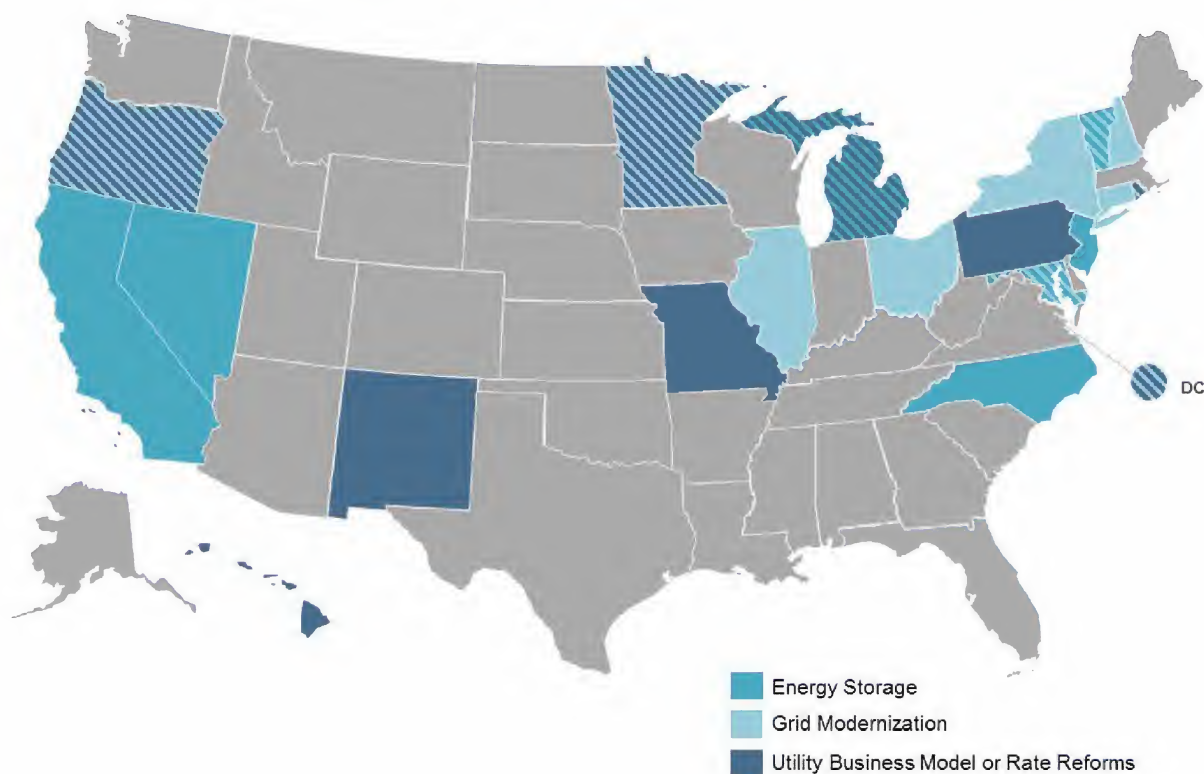 DC
Energy Storage
Grid Modernization
Utility Business Model or Rate Reforms